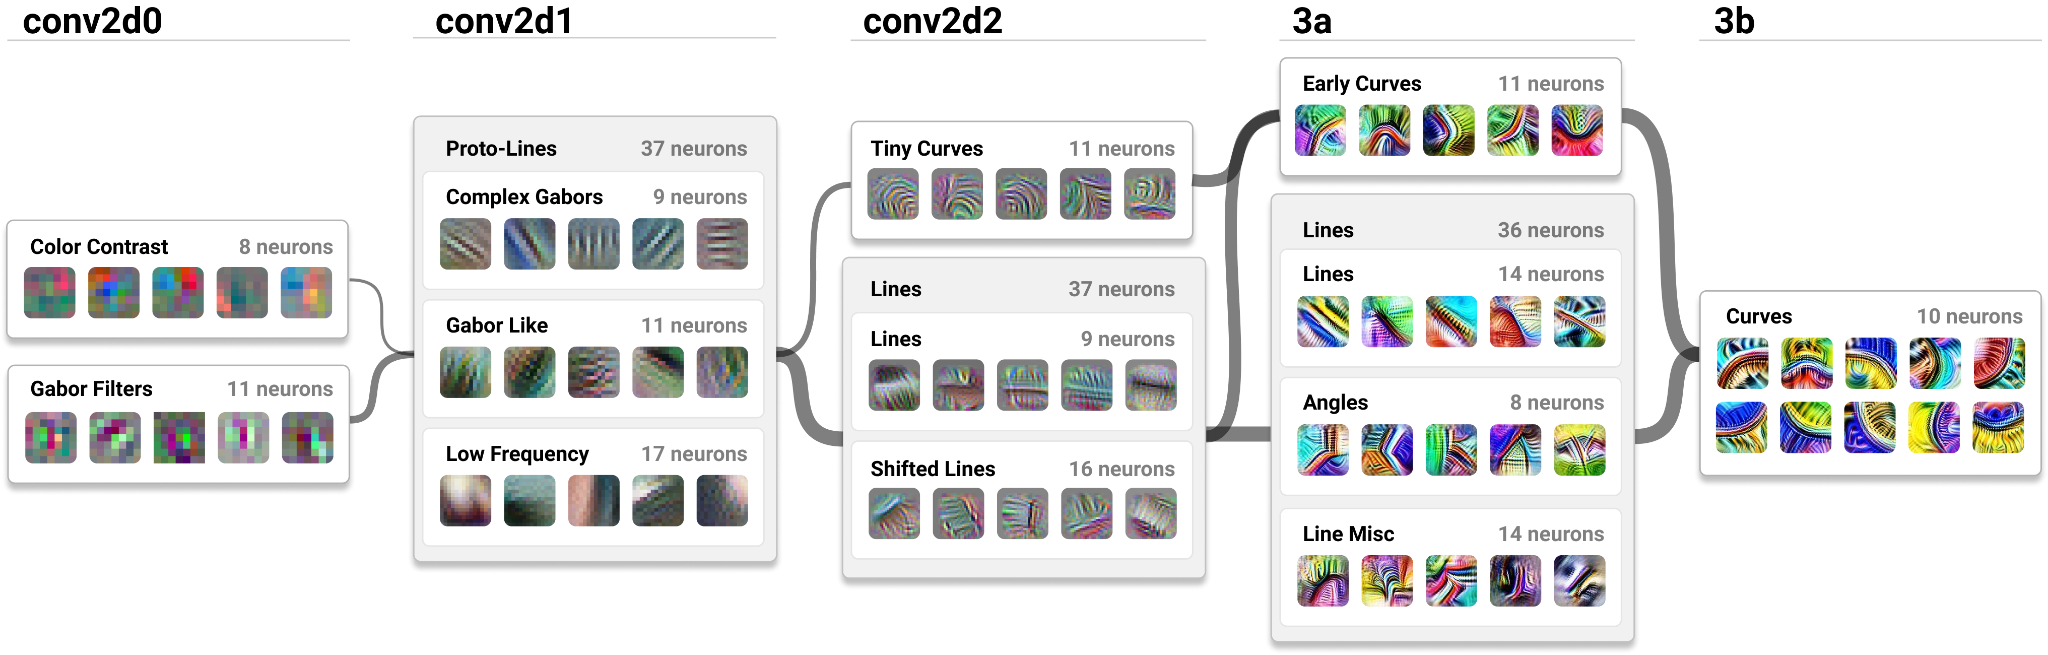 conv2d0
conv2d1
conv2d2
3a
3b
Color Contrast 8 neurons
Gabor Filters 11 neurons
Proto-Lines 37 neurons
Complex Gabors 9 neurons
Gabor Like 11 neurons
Low Frequency 17 neurons
Tiny Curves 11 neurons
Lines 37 neurons
Lines 9 neurons
Shifted Lines 16 neurons
Early Curves 11 neurons
Lines 36 neurons
Lines 14 neurons
Angles 8 neurons
Line Misc 14 neurons
Curves 10 neurons